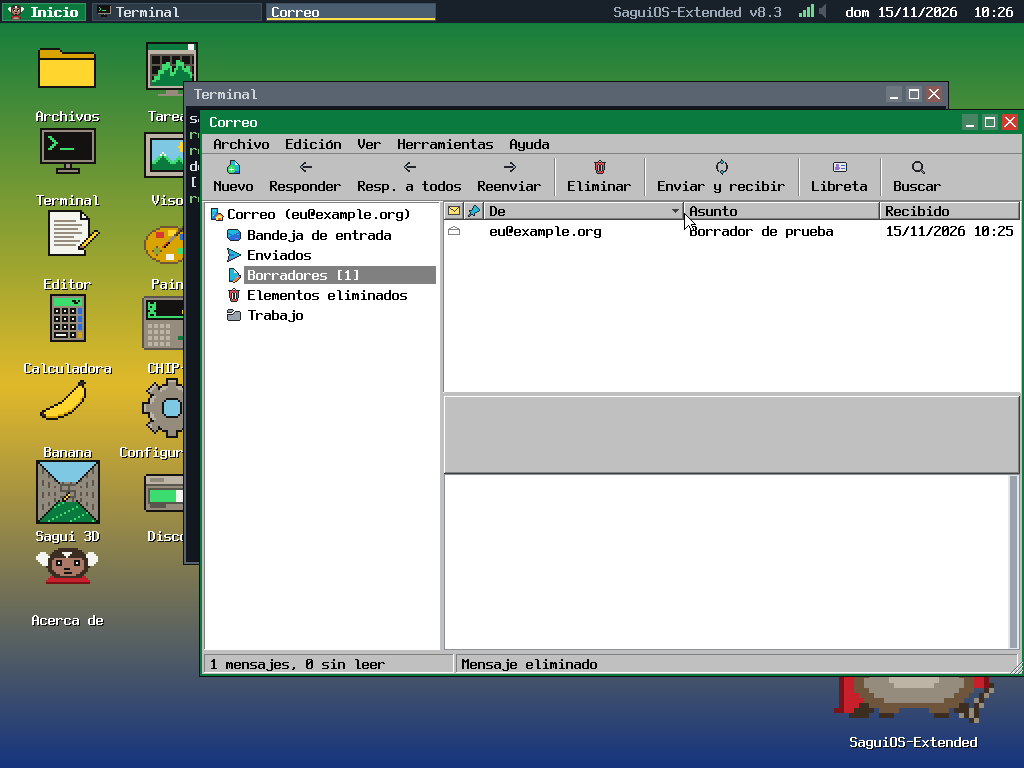 Inicio
Terminal
Correo
SaguiOS-Extended v8.3
dom 15/11/2026
10:26
Archivos
Terminal
Editor
Calculadora
Banana
Sagui 3D
Acerca de
Terminal
Correo
Archivo Edición Ver Herramientas Ayuda
Nuevo Responder Resp. a todos Reenviar Eliminar Enviar y recibir Libreta Buscar
Correo (eu@example.org)
Bandeja de entrada
Enviados
Borradores [1]
Elementos eliminados
Trabajo
De Asunto Recibido
eu@example.org Borrador de prueba 15/11/2026 10:25
1 mensajes, 0 sin leer
Mensaje eliminado
SaguiOS-Extended